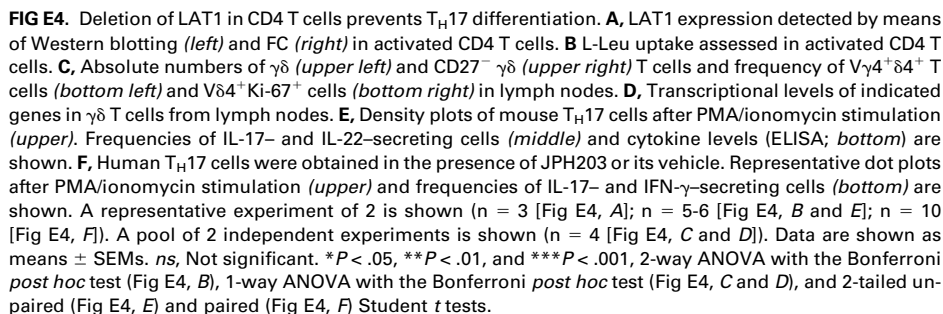 FIG E4. Deletion of LAT1 in CD4 T cells prevents TH17 differentiation. A, LAT1 expression detected by means
of Western blotting (left) and FC (right) in activated CD4 T cells. B L-Leu uptake assessed in activated CD4 T
cells. C, Absolute numbers of γδ (upper left) and CD27⁻ γδ (upper right) T cells and frequency of Vγ4⁺δ4⁺ T
cells (bottom left) and Vδ4⁺Ki-67⁺ cells (bottom right) in lymph nodes. D, Transcriptional levels of indicated
genes in γδ T cells from lymph nodes. E, Density plots of mouse TH17 cells after PMA/ionomycin stimulation
(upper). Frequencies of IL-17– and IL-22–secreting cells (middle) and cytokine levels (ELISA; bottom) are
shown. F, Human TH17 cells were obtained in the presence of JPH203 or its vehicle. Representative dot plots
after PMA/ionomycin stimulation (upper) and frequencies of IL-17– and IFN-γ–secreting cells (bottom) are
shown. A representative experiment of 2 is shown (n = 3 [Fig E4, A]; n = 5-6 [Fig E4, B and E]; n = 10
[Fig E4, F]). A pool of 2 independent experiments is shown (n = 4 [Fig E4, C and D]). Data are shown as
means ± SEMs. ns, Not significant. *P < .05, **P < .01, and ***P < .001, 2-way ANOVA with the Bonferroni
post hoc test (Fig E4, B), 1-way ANOVA with the Bonferroni post hoc test (Fig E4, C and D), and 2-tailed un-
paired (Fig E4, E) and paired (Fig E4, F) Student t tests.